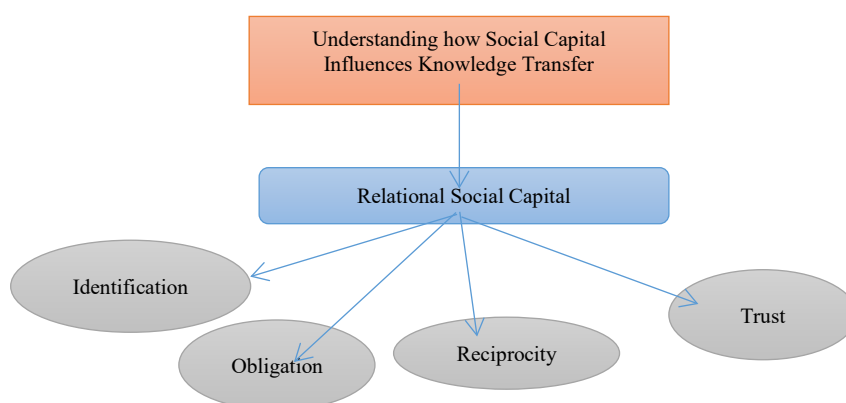 Understanding how Social Capital
Influences Knowledge Transfer
Relational Social Capital
Identification
Obligation
Reciprocity
Trust